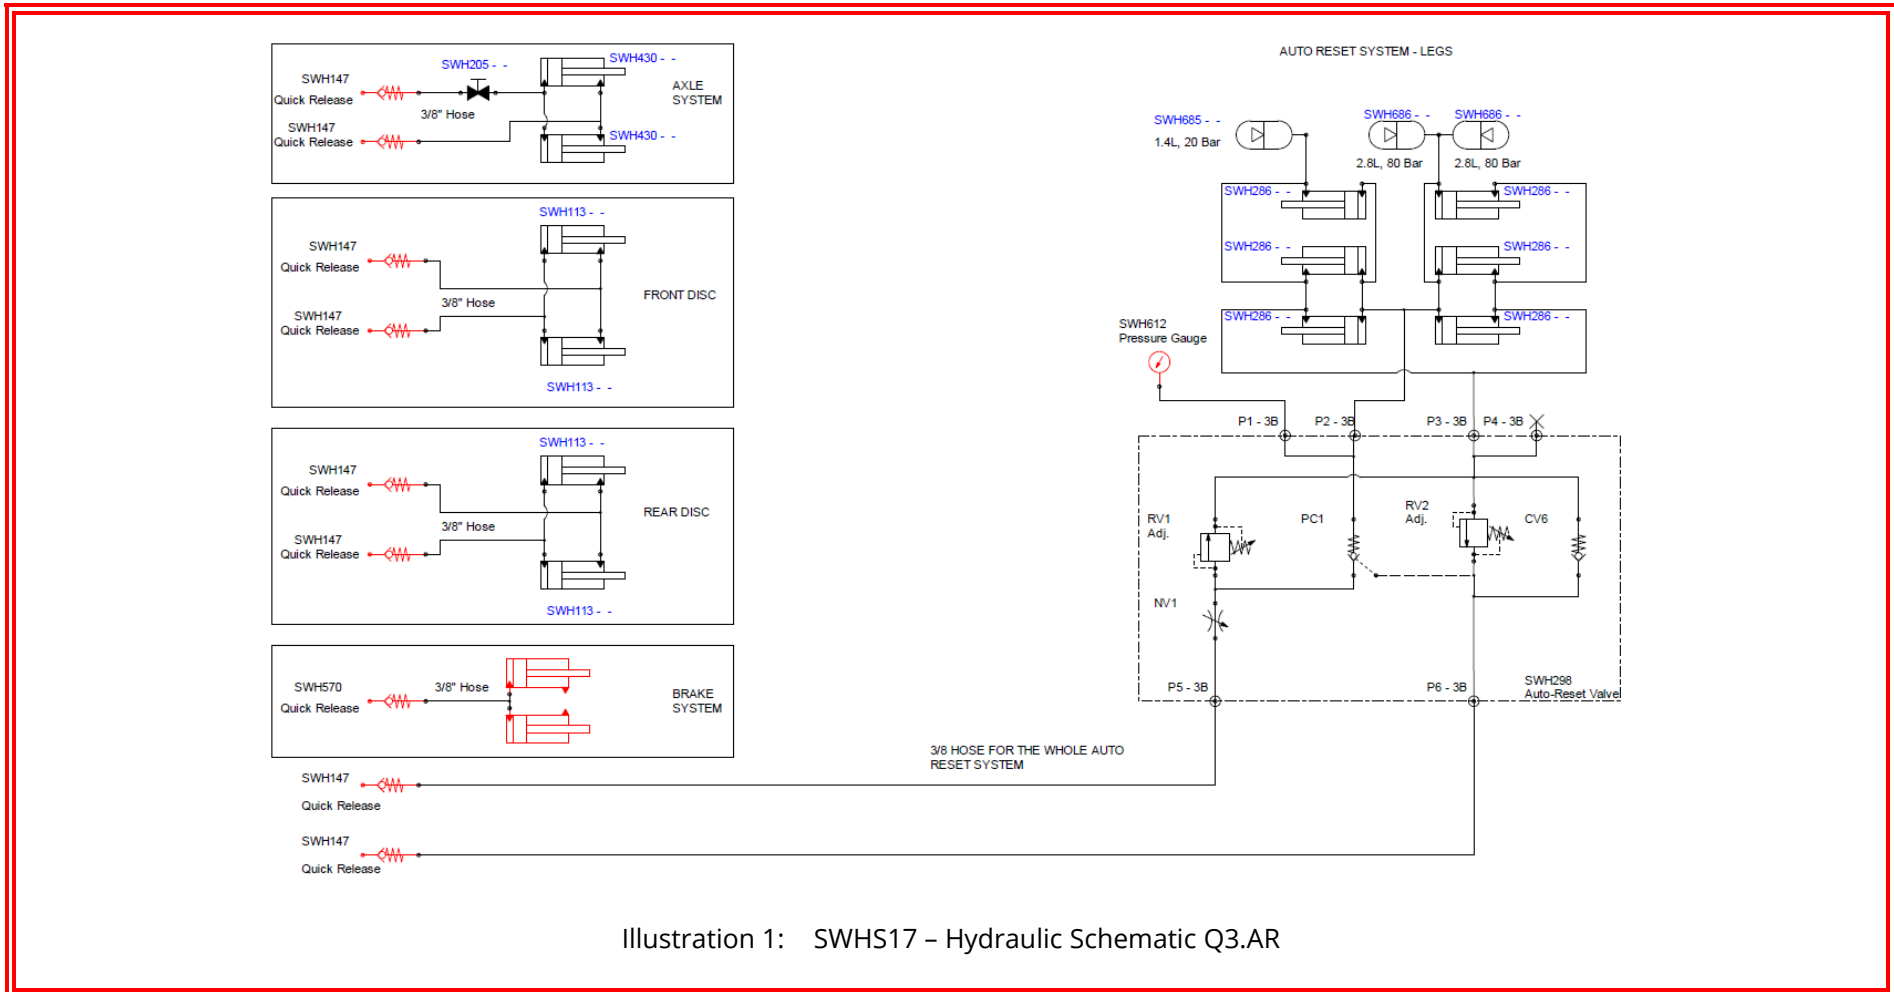 SWH205 - -
SWH430 - -
SWH147
Quick Release
3/8" Hose
AXLE
SYSTEM
SWH147
Quick Release
SWH430 - -
SWH113 - -
SWH147
Quick Release
3/8" Hose
FRONT DISC
SWH147
Quick Release
SWH113 - -
SWH113 - -
SWH147
Quick Release
3/8" Hose
REAR DISC
SWH147
Quick Release
SWH113 - -
SWH570
Quick Release
3/8" Hose
BRAKE
SYSTEM
SWH147
Quick Release
SWH147
Quick Release
3/8 HOSE FOR THE WHOLE AUTO
RESET SYSTEM
AUTO RESET SYSTEM - LEGS
SWH685 - -
1.4L, 20 Bar
SWH686 - -
2.8L, 80 Bar
SWH686 - -
2.8L, 80 Bar
SWH286 - -
SWH286 - -
SWH286 - -
SWH286 - -
SWH286 - -
SWH286 - -
SWH612
Pressure Gauge
P1 - 3B
P2 - 3B
P3 - 3B
P4 - 3B
RV1
Adj.
PC1
RV2
Adj.
CV6
NV1
P5 - 3B
P6 - 3B
SWH298
Auto-Reset Valve
Illustration 1: SWHS17 – Hydraulic Schematic Q3.AR